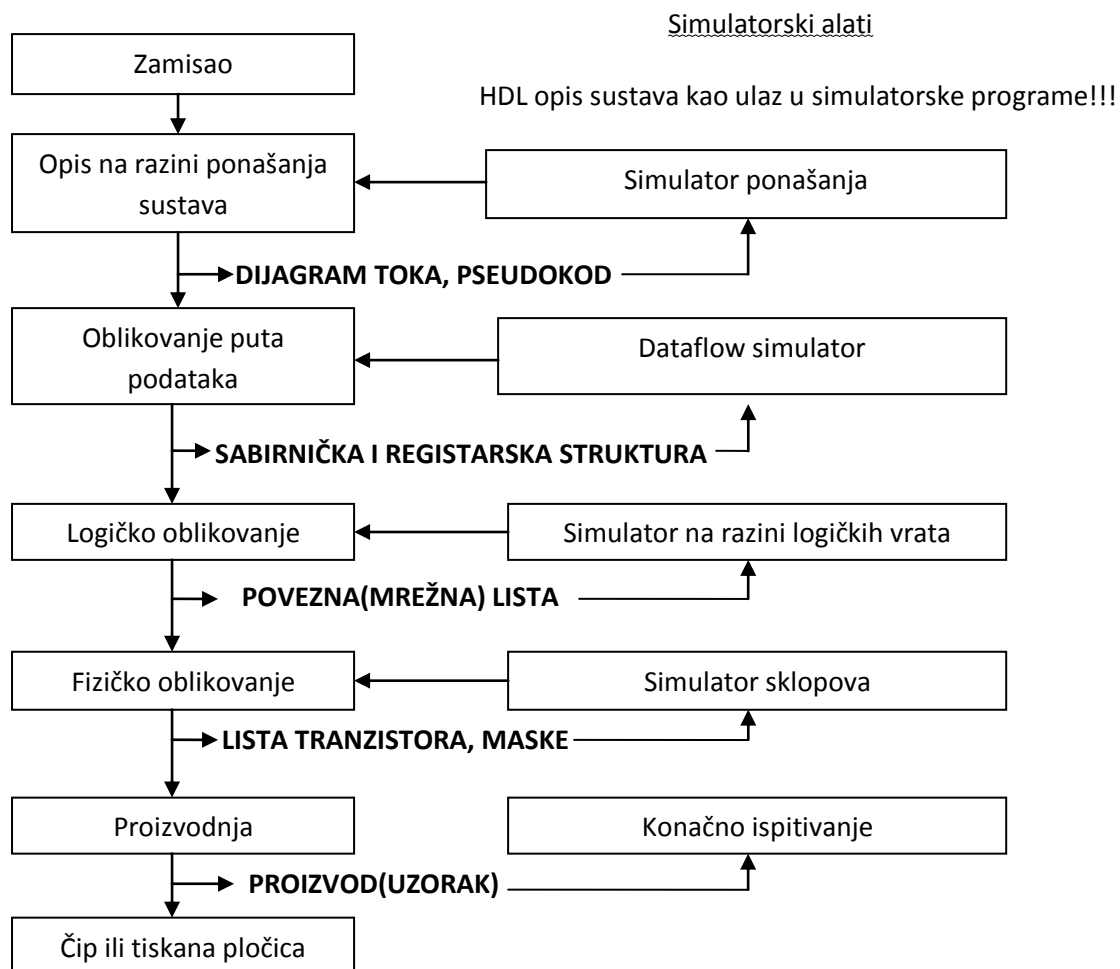 Simulatorski alati
Zamisao
HDL opis sustava kao ulaz u simulatorske programe!!!
Opis na razini ponašanja
sustava
Simulator ponašanja
DIJAGRAM TOKA, PSEUDOKOD
Oblikovanje puta
podataka
Dataflow simulator
SABIRNIČKA I REGISTARSKA STRUKTURA
Logičko oblikovanje
Simulator na razini logičkih vrata
POVEZNA(MREŽNA) LISTA
Fizičko oblikovanje
Simulator sklopova
LISTA TRANZISTORA, MASKE
Proizvodnja
Konačno ispitivanje
PROIZVOD(UZORAK)
Čip ili tiskana pločica